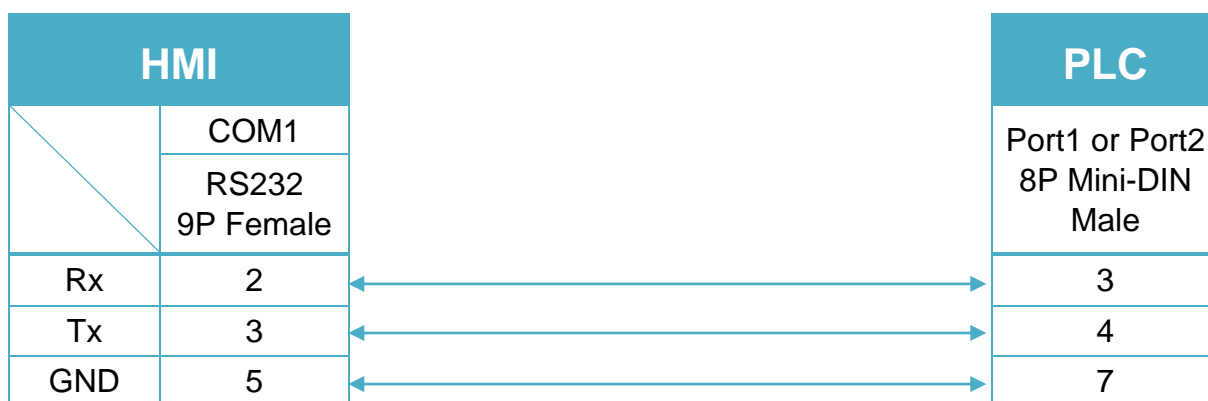 HMI
PLC
COM1
RS232
9P Female
Port1 or Port2
8P Mini-DIN
Male
Rx 2 3
Tx 3 4
GND 5 7